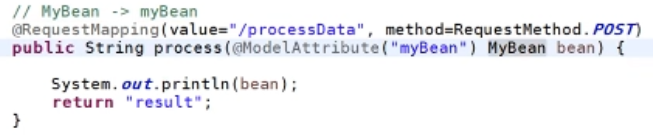 // MyBean -> myBean
@RequestMapping(value="/processData", method=RequestMethod.POST)
public String process(@ModelAttribute("myBean") MyBean bean) {
System.out.println(bean);
return "result";
}